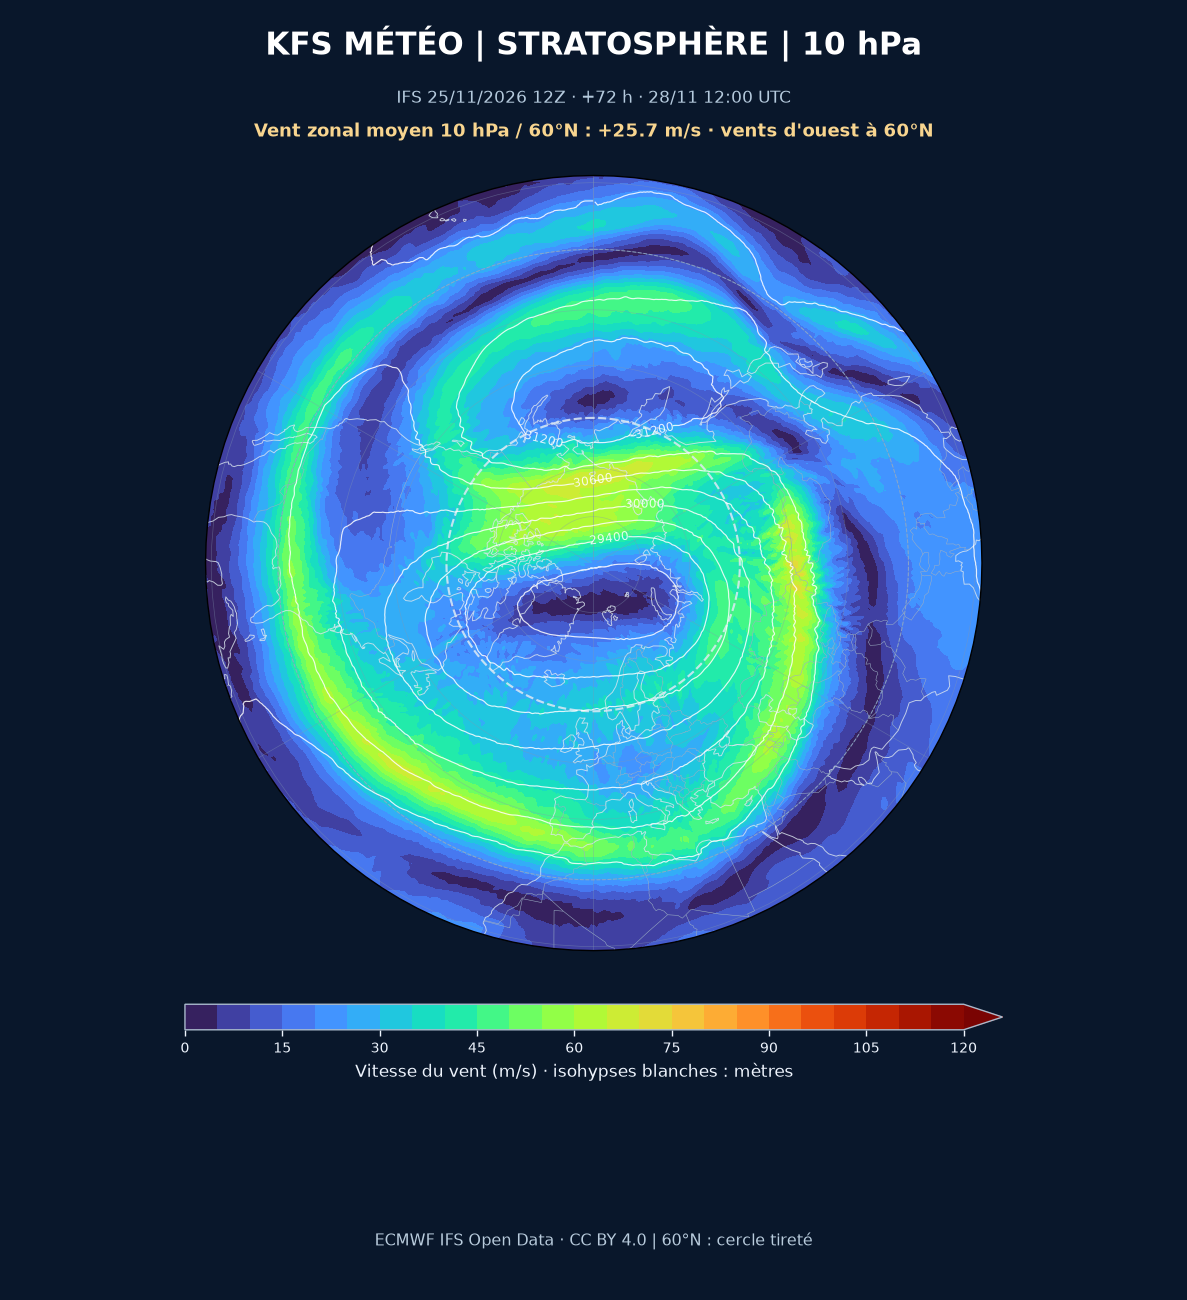 KFS MÉTÉO | STRATOSPHÈRE | 10 hPa
IFS 25/11/2026 12Z · +72 h · 28/11 12:00 UTC
Vent zonal moyen 10 hPa / 60°N : +25.7 m/s · vents d'ouest à 60°N
31200
31200
30600
30000
29400
0 15 30 45 60 75 90 105 120
Vitesse du vent (m/s) · isohypses blanches : mètres
ECMWF IFS Open Data · CC BY 4.0 | 60°N : cercle tireté